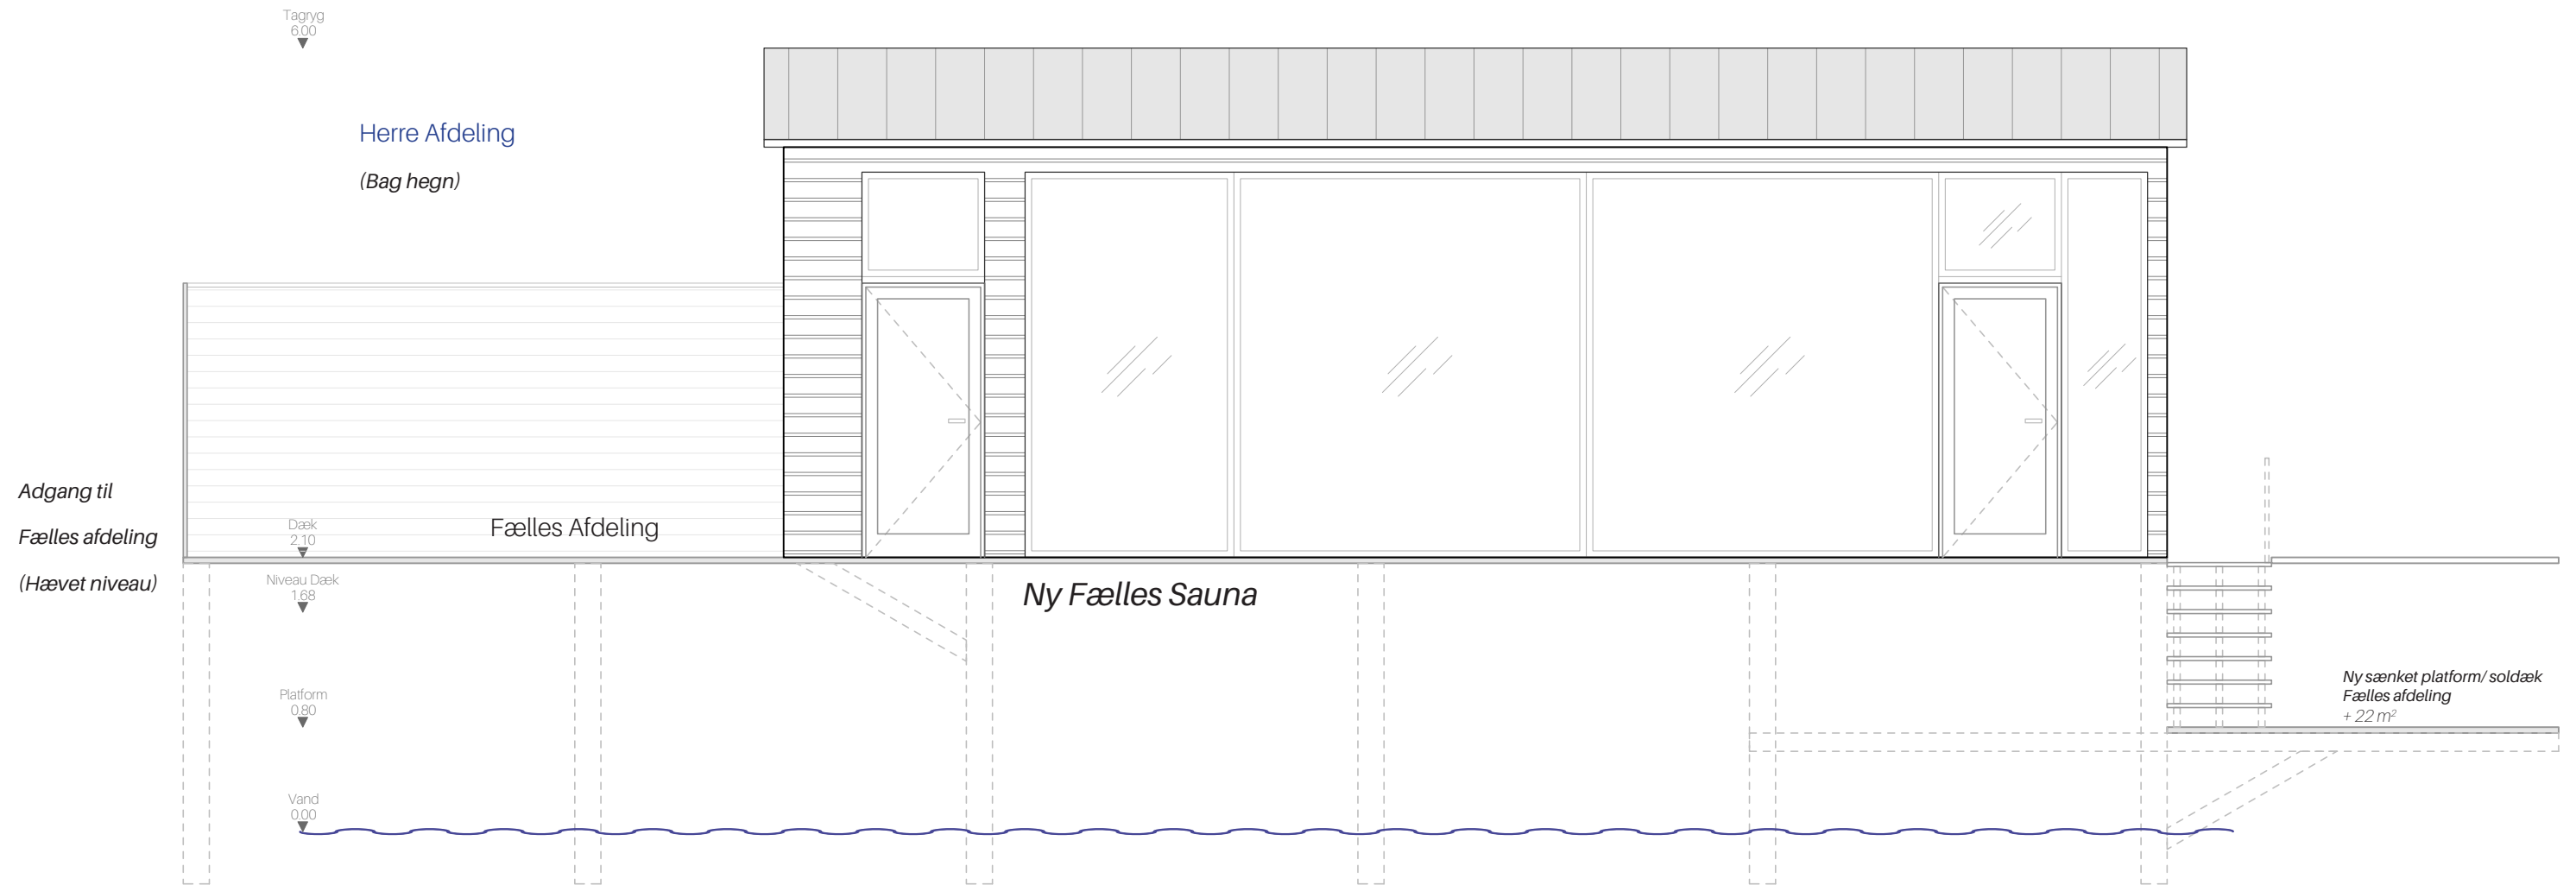 Tagryg
6.00
Herre Afdeling
(Bag hegn)
Adgang til
Fælles afdeling
(Hævet niveau)
Dæk
2.10
Fælles Afdeling
Niveau Dæk
1.68
Ny Fælles Sauna
Platform
0.80
Ny sænket platform/ soldæk
Fælles afdeling
+ 22 m²
Vand
0.00